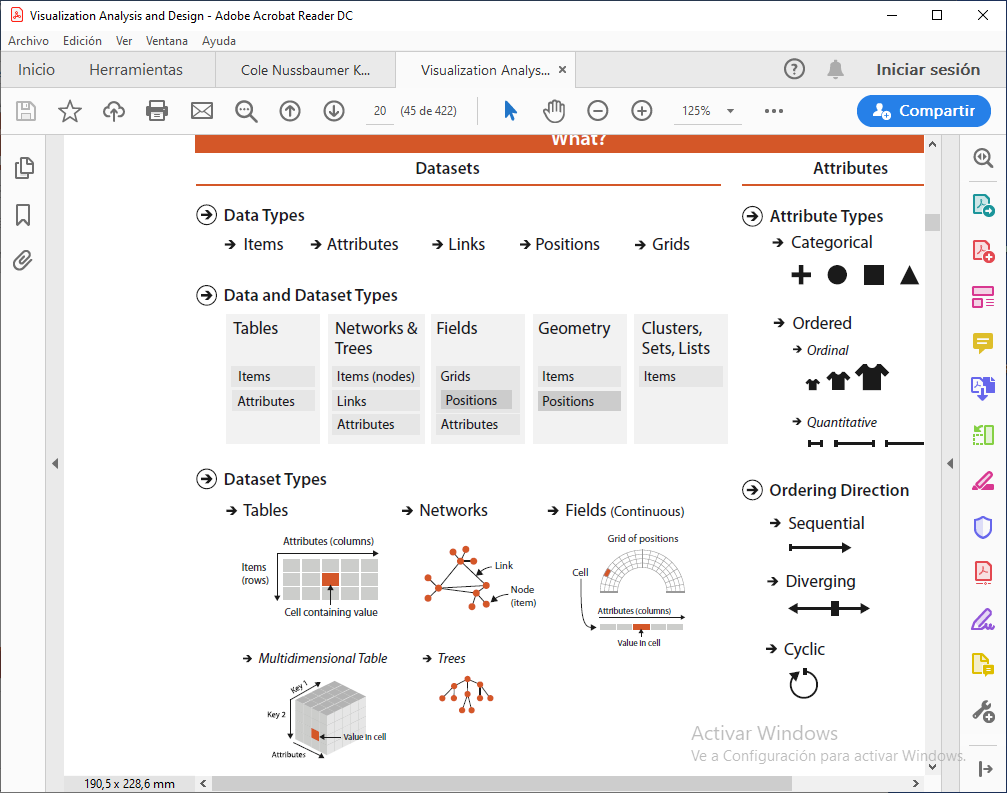 Visualization Analysis and Design - Adobe Acrobat Reader DC
Archivo Edición Ver Ventana Ayuda
Inicio Herramientas Cole Nussbaumer K... Visualization Analys... × Iniciar sesión
20 (45 de 422) 125% Compartir
What?
Datasets
Attributes
Data Types
Items Attributes Links Positions Grids
Data and Dataset Types
Tables
Items
Attributes
Networks &
Trees
Items (nodes)
Links
Attributes
Fields
Grids
Positions
Attributes
Geometry
Items
Positions
Clusters,
Sets, Lists
Items
Dataset Types
Tables
Attributes (columns)
Items
(rows)
Cell containing value
Networks
Link
Node
(item)
Fields (Continuous)
Grid of positions
Cell
Attributes (columns)
Value in cell
Multidimensional Table
Key 1
Key 2
Value in cell
Attributes
Trees
Attribute Types
Categorical
Ordered
Ordinal
Quantitative
Ordering Direction
Sequential
Diverging
Cyclic
Activar Windows
Ve a Configuración para activar Windows.
190,5 x 228,6 mm